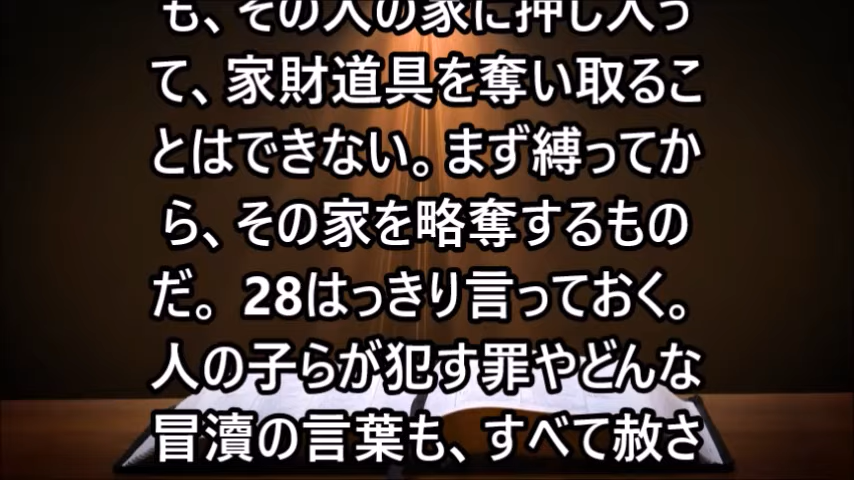 も、その人の家に押し入っ
て、家財道具を奪い取るこ
とはできない。まず縛ってか
ら、その家を略奪するもの
だ。 28はっきり言っておく。
人の子らが犯す罪やどんな
冒瀆の言葉も、すべて赦さ